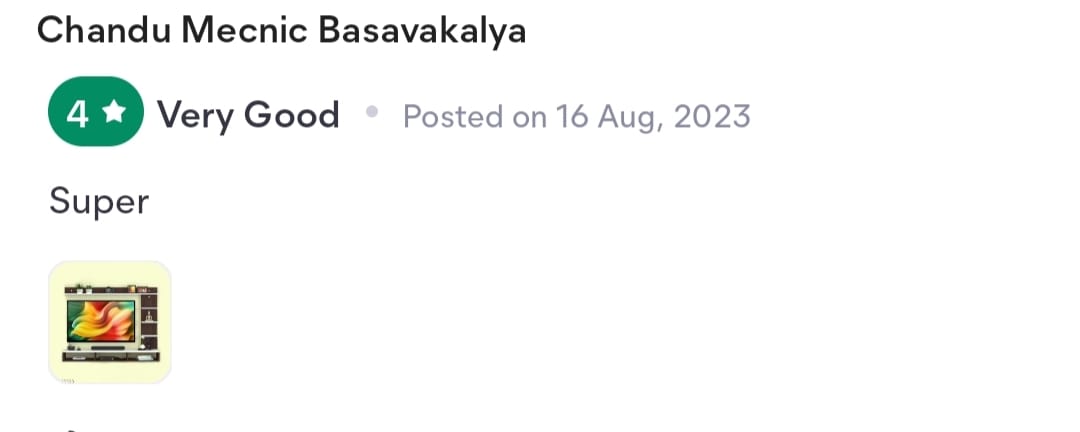 Chandu Mecnic Basavakalya
4 ★ Very Good • Posted on 16 Aug, 2023
Super